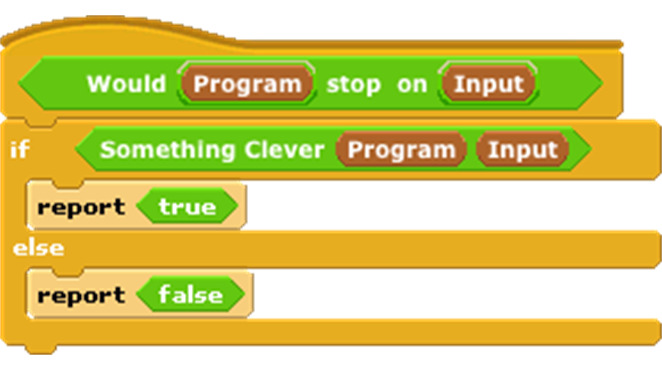 Would Program stop on Input
if Something Clever Program Input
report true
else
report false